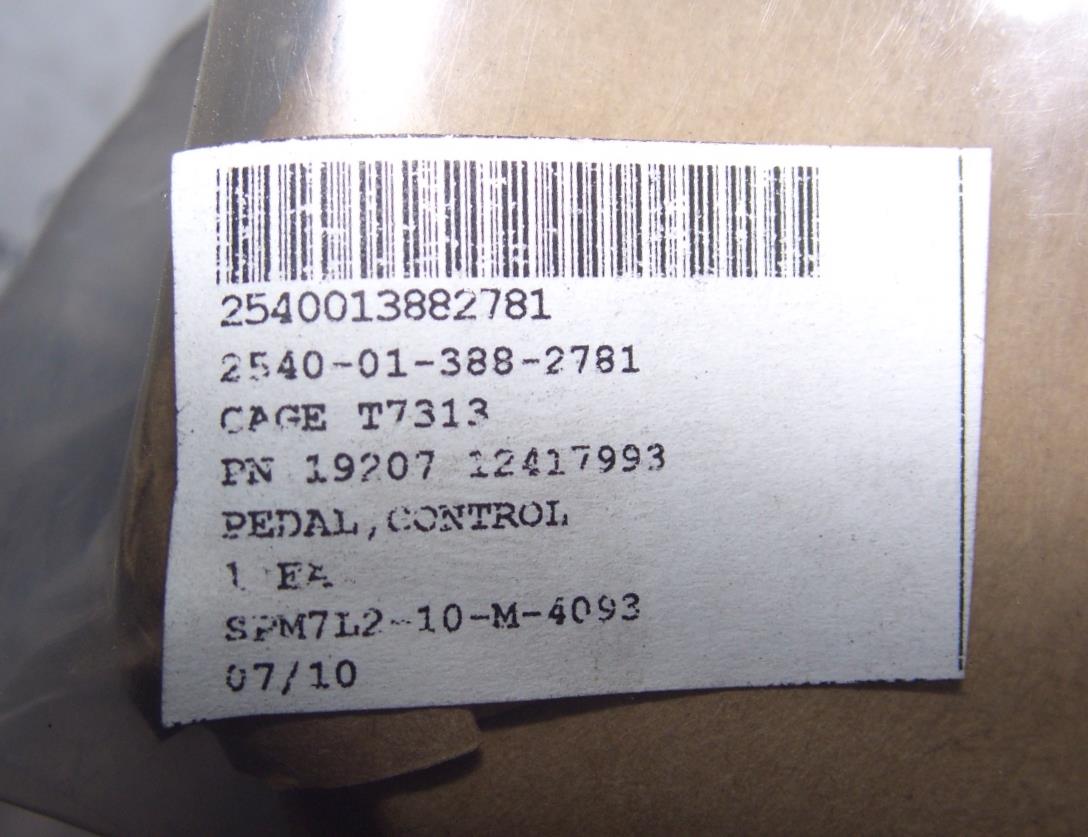 2540013882781
2540-01-388-2781
CAGE T7313
PN 19207 12417993
PEDAL,CONTROL
1 EA
SPM7L2-10-M-4093
07/10